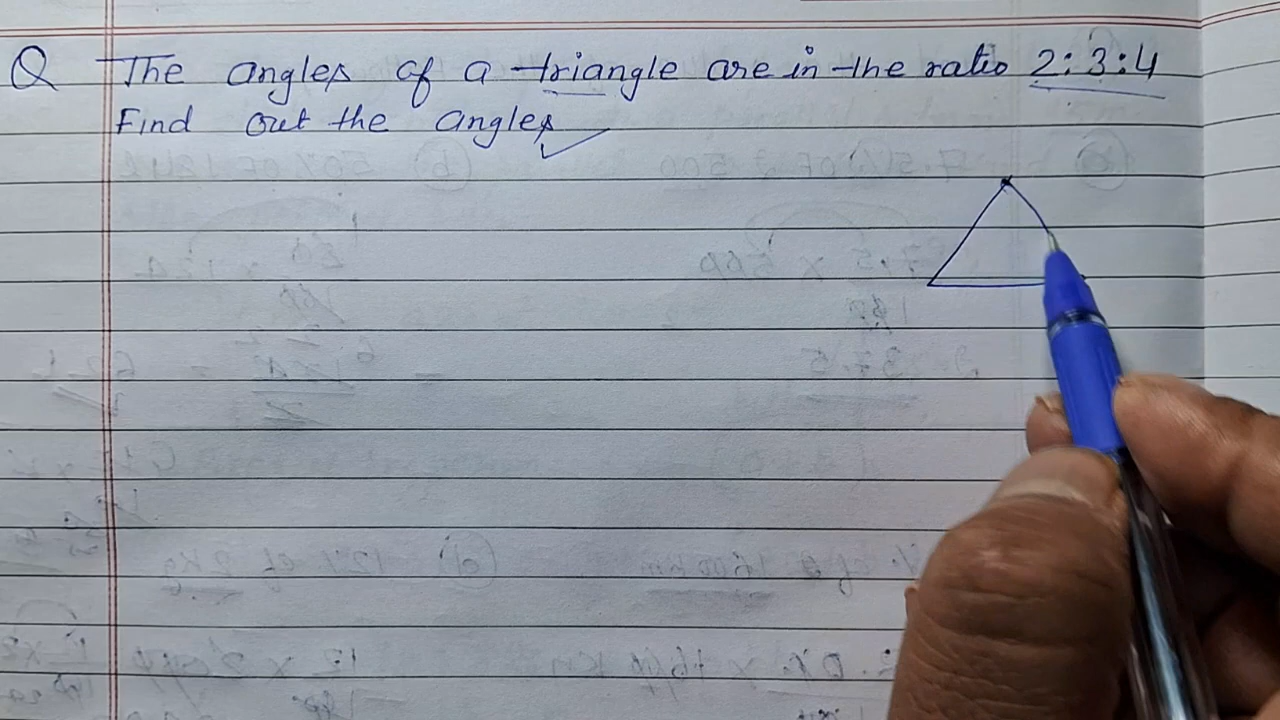 Q The angles of a triangle are in the ratio 2:3:4
Find out the angles